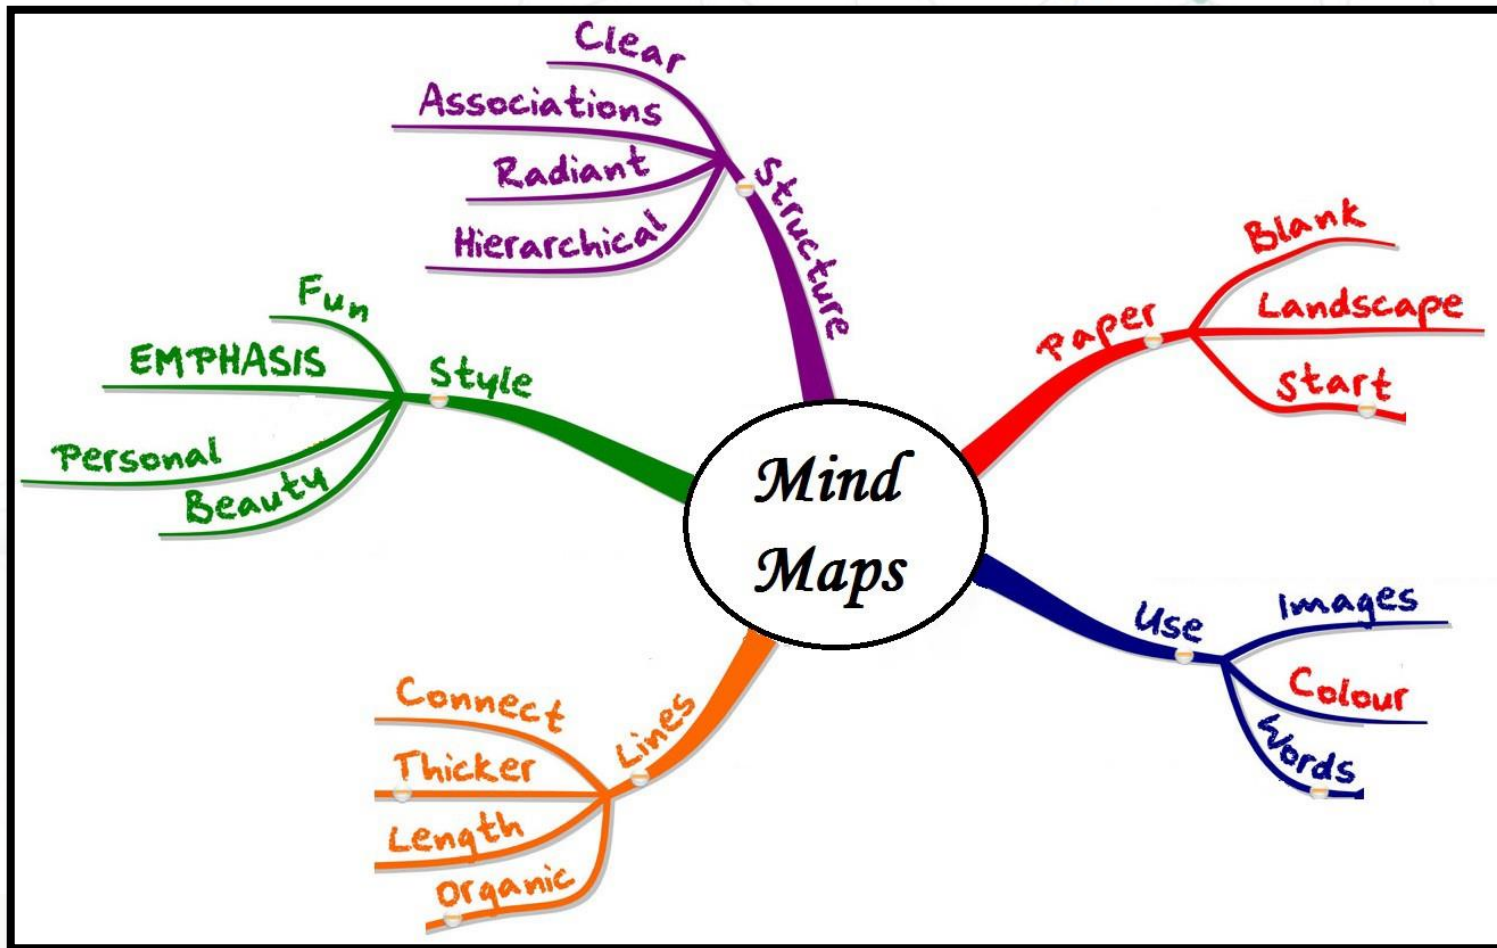 Mind
Maps
Structure
Clear
Associations
Radiant
Hierarchical
Paper
Blank
Landscape
Start
Use
Images
Colour
Words
Lines
Connect
Thicker
Length
Organic
Style
Fun
EMPHASIS
Personal
Beauty